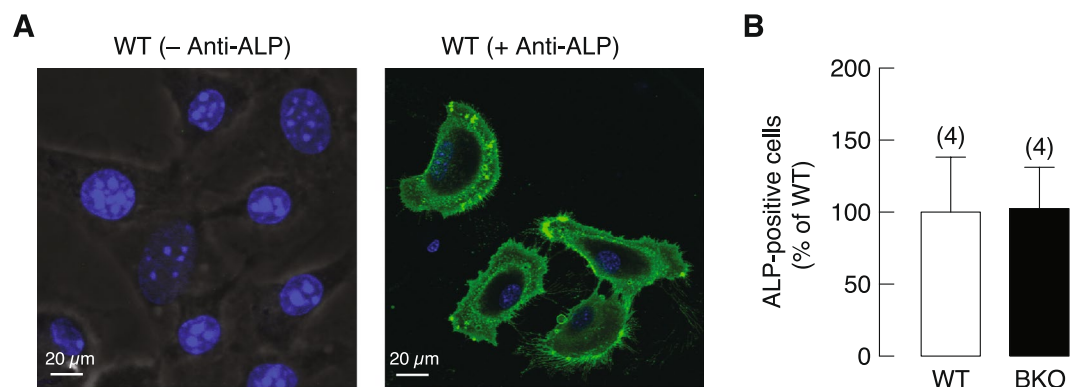 A
WT (– Anti-ALP)
WT (+ Anti-ALP)
20 µm
20 µm
B
ALP-positive cells
(% of WT)
200
150
100
50
0
(4)
(4)
WT
BKO